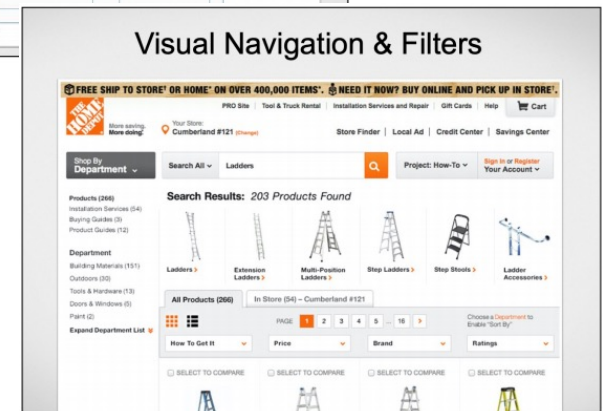 Visual Navigation & Filters
FREE SHIP TO STORE† OR HOME* ON OVER 400,000 ITEMS*. NEED IT NOW? BUY ONLINE AND PICK UP IN STORE†.
PRO Site | Tool & Truck Rental | Installation Services and Repair | Gift Cards | Help Cart
THE HOME DEPOT
More saving.
More doing.
Your Store:
Cumberland #121 (Change)
Store Finder | Local Ad | Credit Center | Savings Center
Shop By
Department
Search All Ladders
Project: How-To
Sign In or Register
Your Account
Products (266)
Installation Services (54)
Buying Guides (3)
Product Guides (12)
Department
Building Materials (151)
Outdoors (30)
Tools & Hardware (13)
Doors & Windows (5)
Paint (2)
Expand Department List
Search Results: 203 Products Found
Ladders >
Extension
Ladders >
Multi-Position
Ladders >
Step Ladders >
Step Stools >
Ladder
Accessories >
All Products (266) In Store (54) – Cumberland #121
PAGE 1 2 3 4 5 ... 16 >
Choose a Department to
Enable "Sort By"
How To Get It Price Brand Ratings
SELECT TO COMPARE SELECT TO COMPARE SELECT TO COMPARE SELECT TO COMPARE